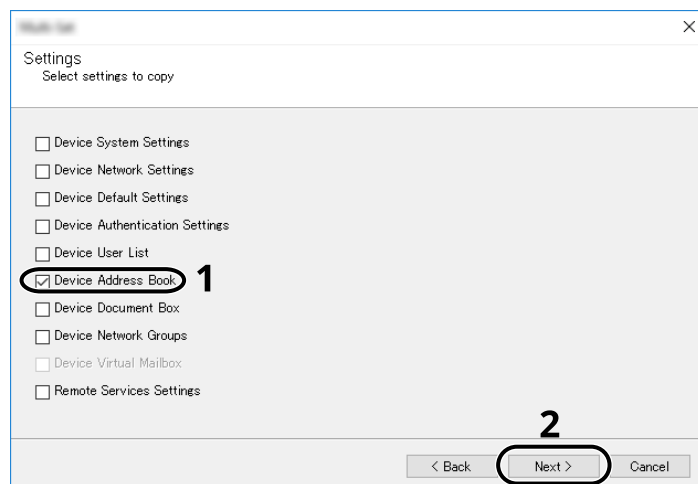 Settings
Select settings to copy
Device System Settings
Device Network Settings
Device Default Settings
Device Authentication Settings
Device User List
Device Address Book 1
Device Document Box
Device Network Groups
Device Virtual Mailbox
Remote Services Settings
2
< Back Next > Cancel